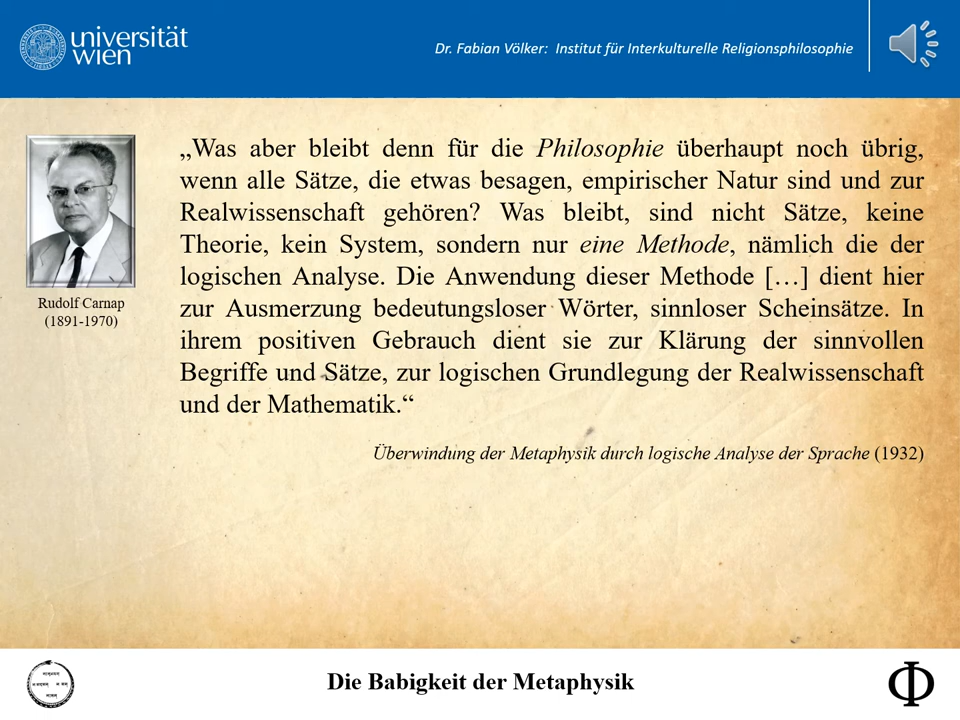 universität
wien
Dr. Fabian Völker: Institut für Interkulturelle Religionsphilosophie
„Was aber bleibt denn für die Philosophie überhaupt noch übrig,
wenn alle Sätze, die etwas besagen, empirischer Natur sind und zur
Realwissenschaft gehören? Was bleibt, sind nicht Sätze, keine
Theorie, kein System, sondern nur eine Methode, nämlich die der
logischen Analyse. Die Anwendung dieser Methode […] dient hier
zur Ausmerzung bedeutungsloser Wörter, sinnloser Scheinsätze. In
ihrem positiven Gebrauch dient sie zur Klärung der sinnvollen
Begriffe und Sätze, zur logischen Grundlegung der Realwissenschaft
und der Mathematik.“
Rudolf Carnap
(1891-1970)
Überwindung der Metaphysik durch logische Analyse der Sprache (1932)
Die Babigkeit der Metaphysik
Φ